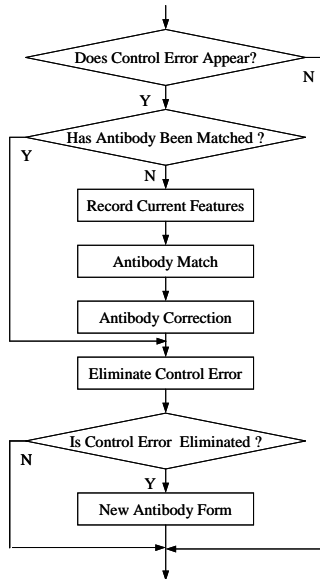 Does Control Error Appear?
N
Y
Has Antibody Been Matched ?
Y
N
Record Current Features
Antibody Match
Antibody Correction
Eliminate Control Error
Is Control Error Eliminated ?
N
Y
New Antibody Form